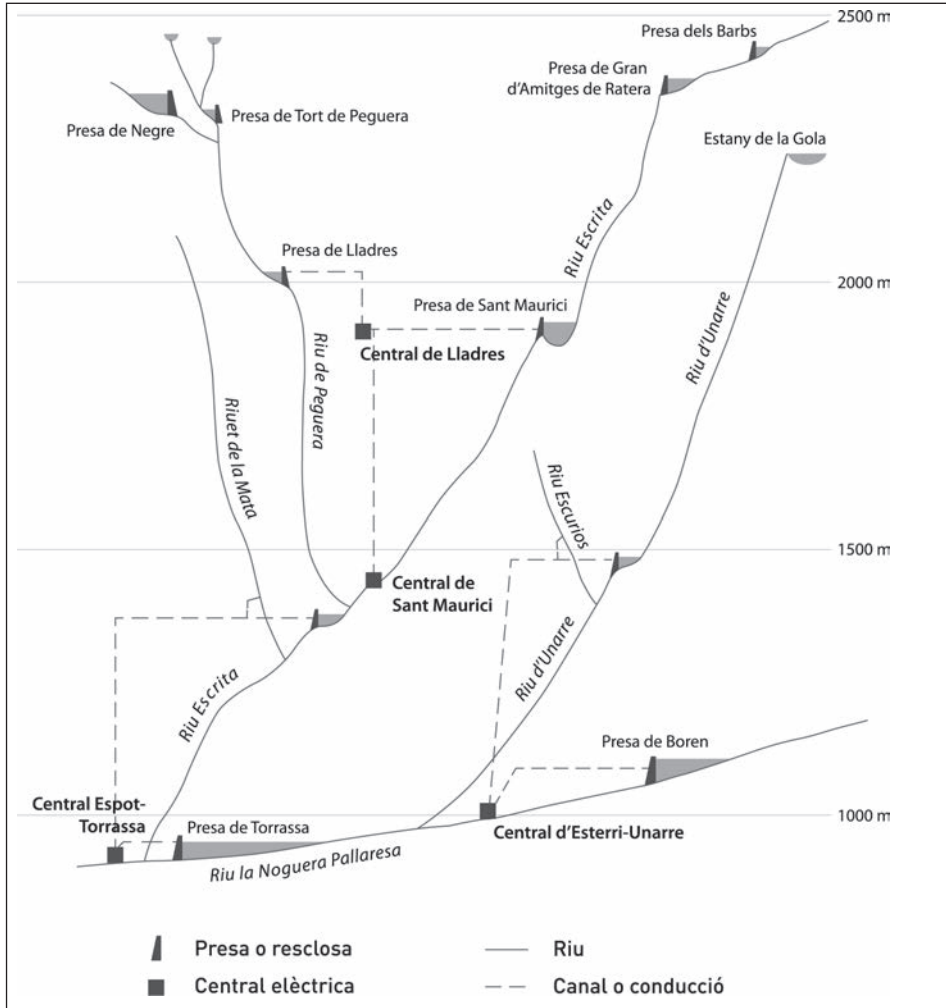 2500 m
Presa dels Barbs
Presa de Gran
d'Amitges de Ratera
Presa de Negre
Presa de Tort de Peguera
Estany de la Gola
Riu Escrita
Presa de Lladres
2000 m
Presa de Sant Maurici
Central de Lladres
Riu d'Unarre
Riu de Peguera
Riuet de la Mata
Riu Escurios
1500 m
Central de
Sant Maurici
Riu Escrita
Riu d'Unarre
Presa de Boren
Central Espot-
Torrassa
Presa de Torrassa
1000 m
Central d'Esterri-Unarre
Riu la Noguera Pallaresa
Presa o resclosa
Riu
Central elèctrica
Canal o conducció